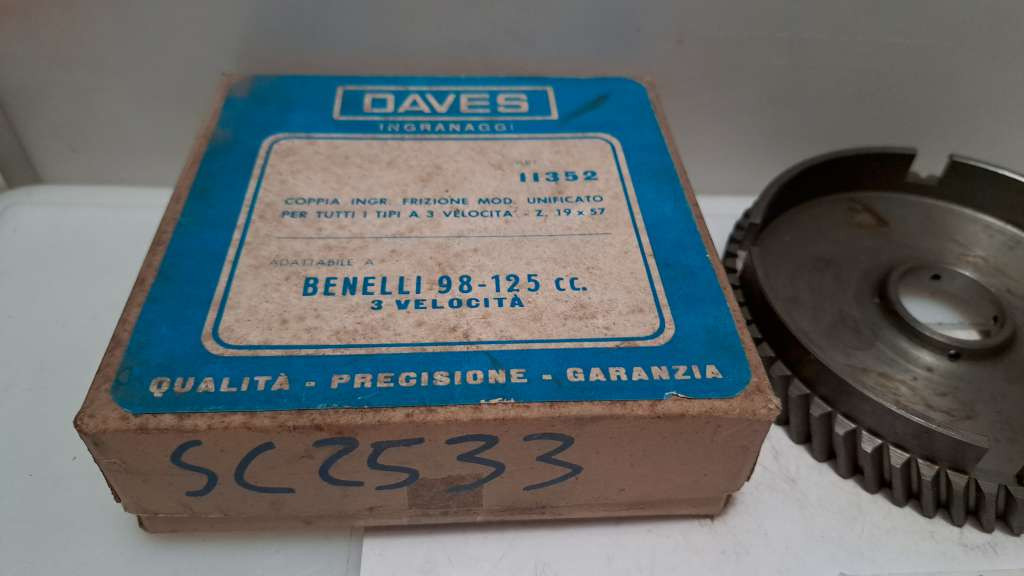 DAVES
INGRANAGGI
ART.
11352
COPPIA INGR. FRIZIONE MOD. UNIFICATO
PER TUTTI I TIPI A 3 VELOCITA' - Z. 19 x 57
ADATTABILE A
BENELLI 98-125 cc.
3 VELOCITÀ
QUALITÀ - PRECISIONE - GARANZIA
SC2533